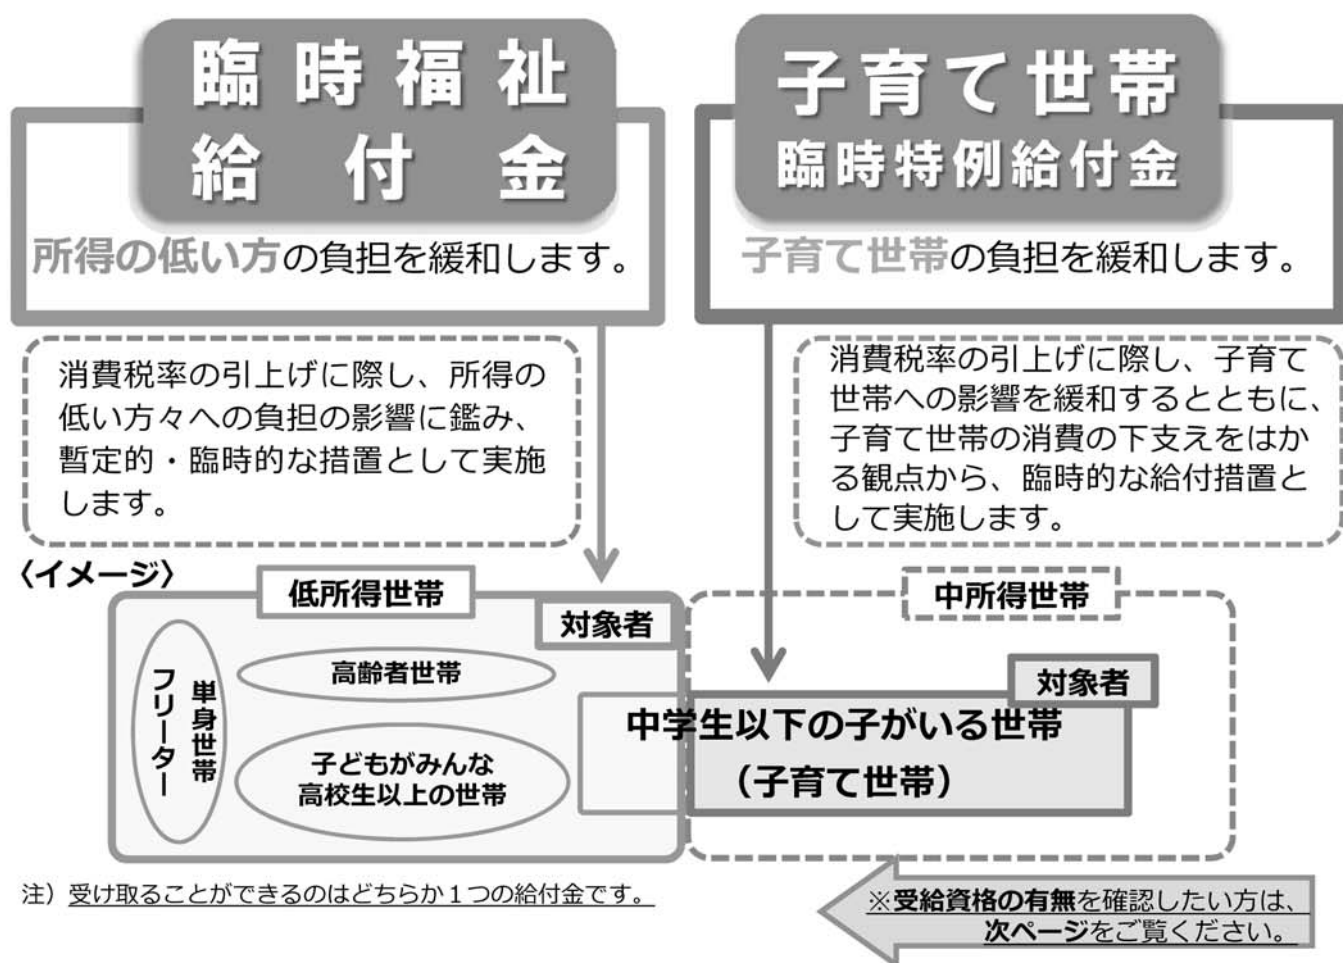 臨時福祉
給付金
所得の低い方の負担を緩和します。
消費税率の引上げに際し、所得の
低い方々への負担の影響に鑑み、
暫定的・臨時的な措置として実施
します。
子育て世帯
臨時特例給付金
子育て世帯の負担を緩和します。
消費税率の引上げに際し、子育て
世帯への影響を緩和するとともに、
子育て世帯の消費の下支えをはか
る観点から、臨時的な給付措置と
して実施します。
〈イメージ〉
低所得世帯
対象者
単身世帯
フリーター
高齢者世帯
子どもがみんな
高校生以上の世帯
中所得世帯
対象者
中学生以下の子がいる世帯
（子育て世帯）
注）受け取ることができるのはどちらか１つの給付金です。
※受給資格の有無を確認したい方は、
次ページをご覧ください。